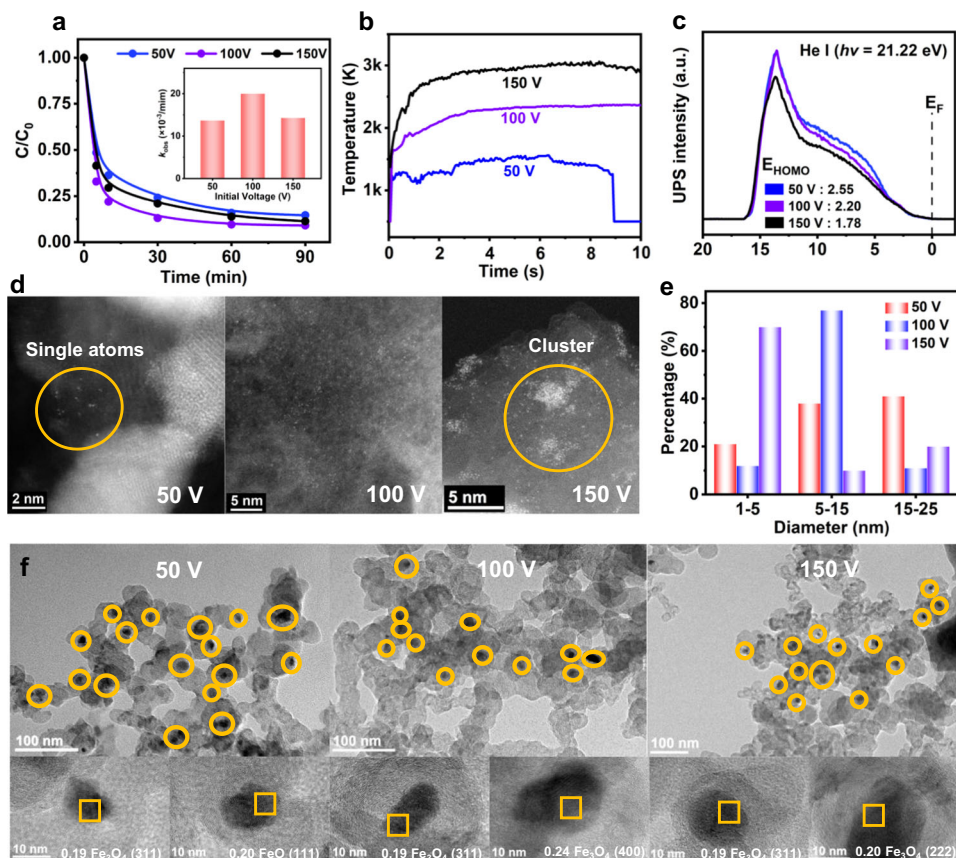 a
50V 100V 150V
1.00
0.75
0.50
0.25
0.00
C/C0
0 30 60 90
Time (min)
20
10
0
kobs (×10⁻³/mim)
50 100 150
Initial Voltage (V)
b
3k
2k
1k
Temperature (K)
150 V
100 V
50 V
0 2 4 6 8 10
Time (s)
c
He I (hv = 21.22 eV)
EF
UPS intensity (a.u.)
EHOMO
50 V : 2.55
100 V : 2.20
150 V : 1.78
20 15 10 5 0
d
Single atoms
2 nm
50 V
5 nm
100 V
Cluster
5 nm
150 V
e
50 V
100 V
150 V
80
60
40
20
0
Percentage (%)
1-5 5-15 15-25
Diameter (nm)
f
50 V
100 nm
100 V
100 nm
150 V
100 nm
10 nm 0.19 Fe3O4 (311)
10 nm 0.20 FeO (111)
10 nm 0.19 Fe3O4 (311)
10 nm 0.24 Fe3O4 (400)
10 nm 0.19 (311)
10 nm 0.20 (222)